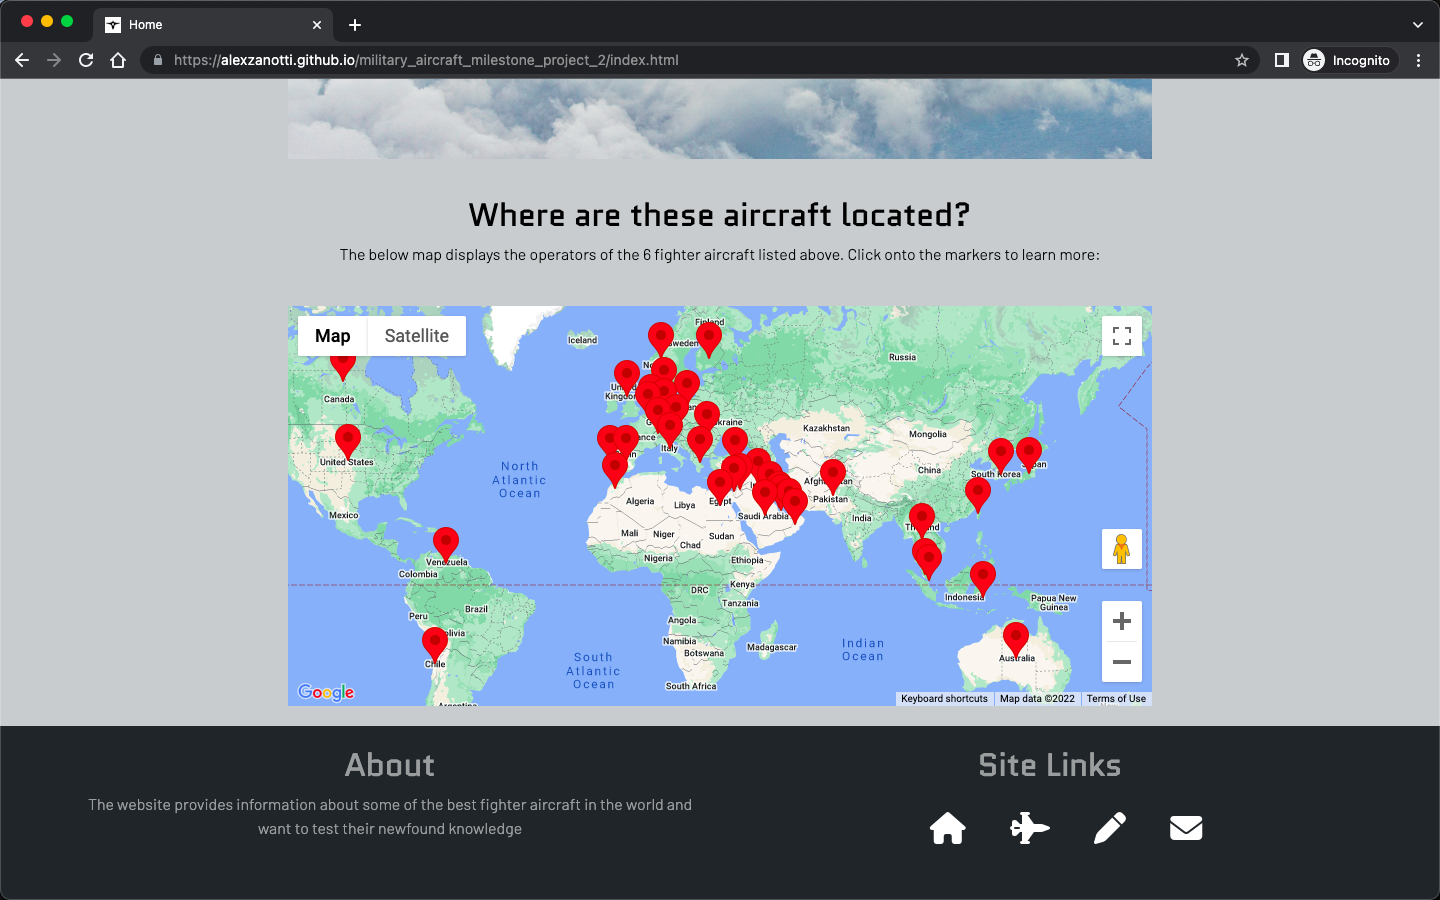 Home
https://alexzanotti.github.io/military_aircraft_milestone_project_2/index.html
Incognito
Where are these aircraft located?
The below map displays the operators of the 6 fighter aircraft listed above. Click onto the markers to learn more:
Map
Satellite
Iceland
Finland
Sweden
Russia
Canada
Kazakhstan
Mongolia
Italy
United States
North
Atlantic
Ocean
China
South Korea
Algeria
Libya
Egypt
Pakistan
Mexico
Saudi Arabia
India
Mali
Niger
Chad
Sudan
Nigeria
Ethiopia
Venezuela
Colombia
Kenya
DRC
Indonesia
Papua New
Guinea
Tanzania
Brazil
Peru
Angola
Namibia
Botswana
Madagascar
Indian
Ocean
South
Atlantic
Ocean
Chile
Australia
South Africa
Google
Keyboard shortcuts
Map data ©2022
Terms of Use
About
The website provides information about some of the best fighter aircraft in the world and
want to test their newfound knowledge
Site Links